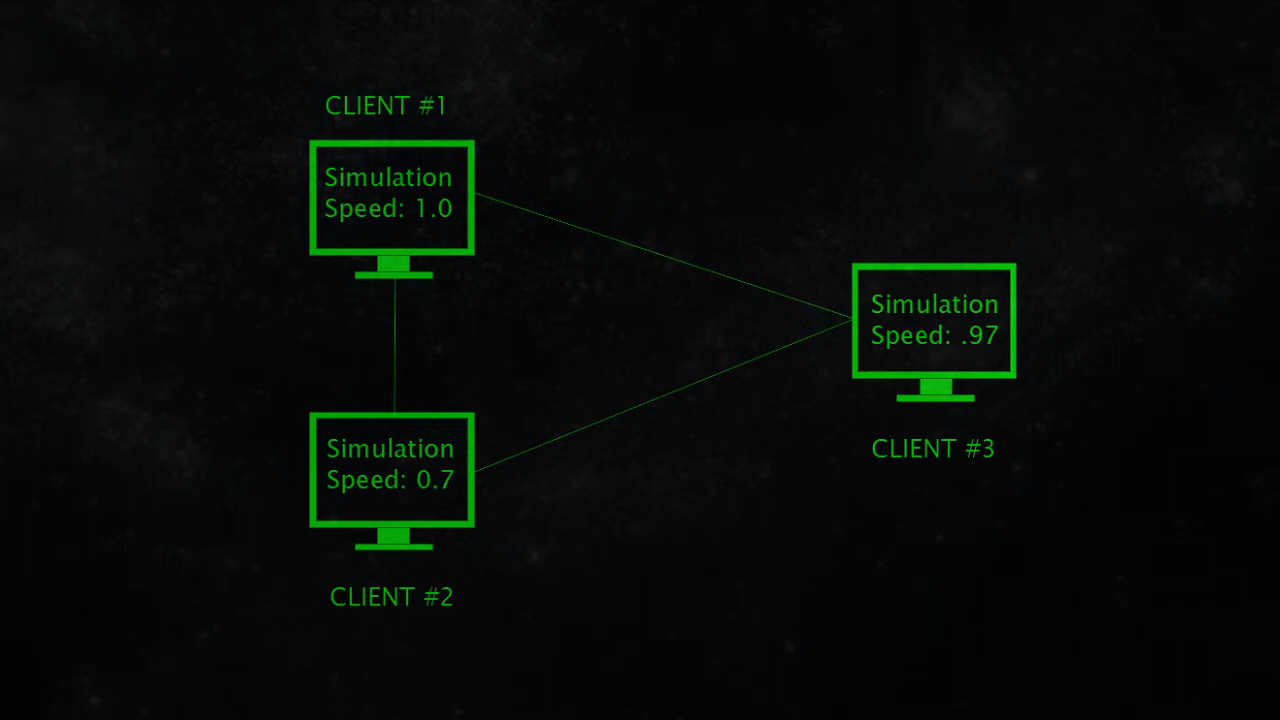 CLIENT #1
Simulation
Speed: 1.0
Simulation
Speed: .97
CLIENT #3
Simulation
Speed: 0.7
CLIENT #2